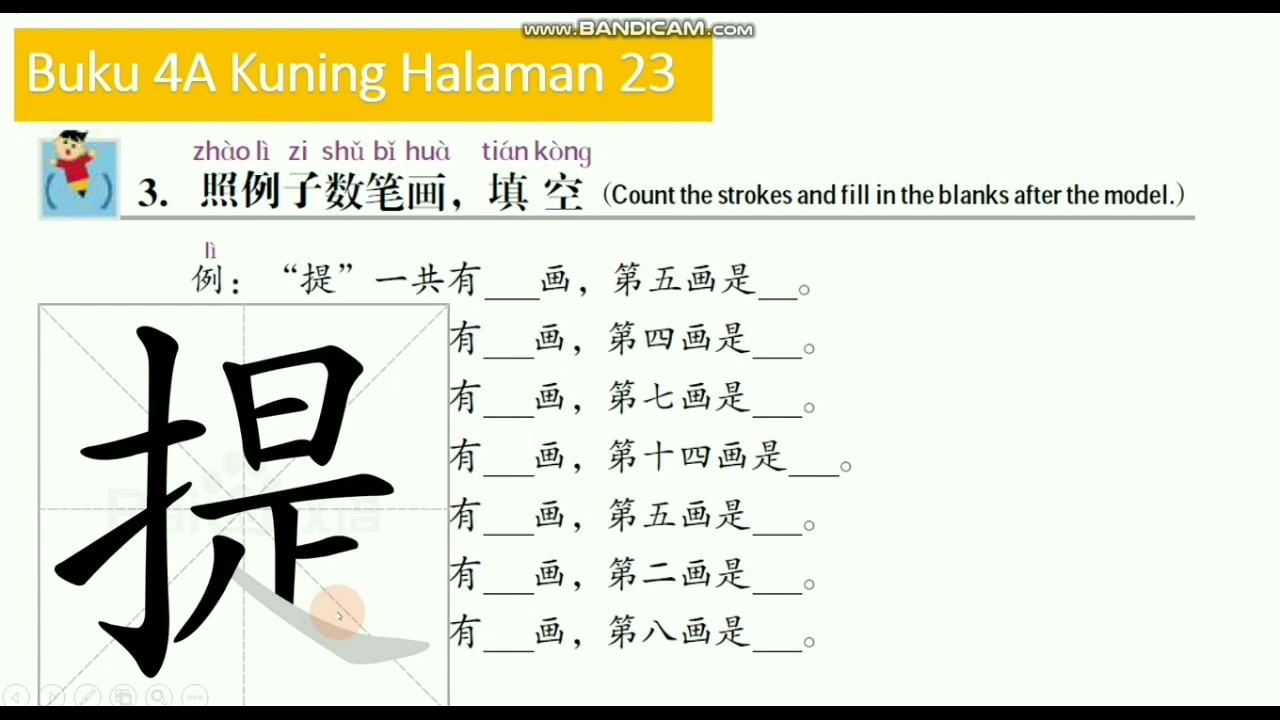 www.BANDICAM.com
Buku 4A Kuning Halaman 23
zhào lì zi shǔ bǐ huà tián kòng
3. 照例子数笔画，填空（Count the strokes and fill in the blanks after the model.）
lì
例：“提”一共有___画，第五画是___。
有___画，第四画是___。
有___画，第七画是___。
有___画，第十四画是___。
有___画，第五画是___。
有___画，第二画是___。
有___画，第八画是___。
提